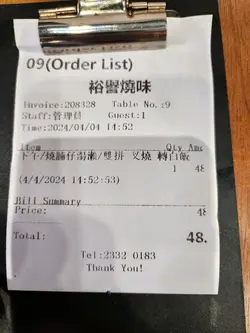 09(Order List)
裕譽燒味
Invoice:208328 Table No.:9
Staff:管理員 Guest:1
Time:2024/04/04 14:52
Item Qty Amt
下午/燒腩仔湯瀨/雙拼 叉燒 轉白飯
1 48
(4/4/2024 14:52:53)
Bill Summary
Price: 48
Total: 48.
Tel:2332 0183
Thank You!